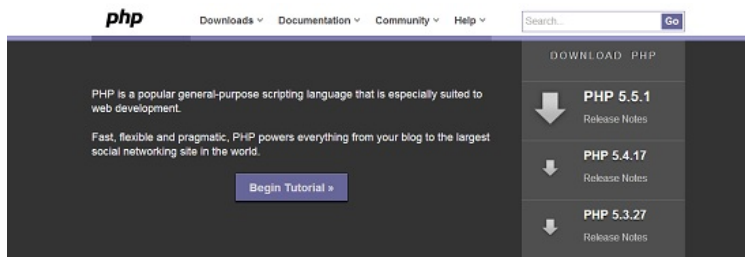 php
Downloads Documentation Community Help
Search...
Go
PHP is a popular general-purpose scripting language that is especially suited to
web development.
Fast, flexible and pragmatic, PHP powers everything from your blog to the largest
social networking site in the world.
Begin Tutorial »
DOWNLOAD PHP
PHP 5.5.1
Release Notes
PHP 5.4.17
Release Notes
PHP 5.3.27
Release Notes